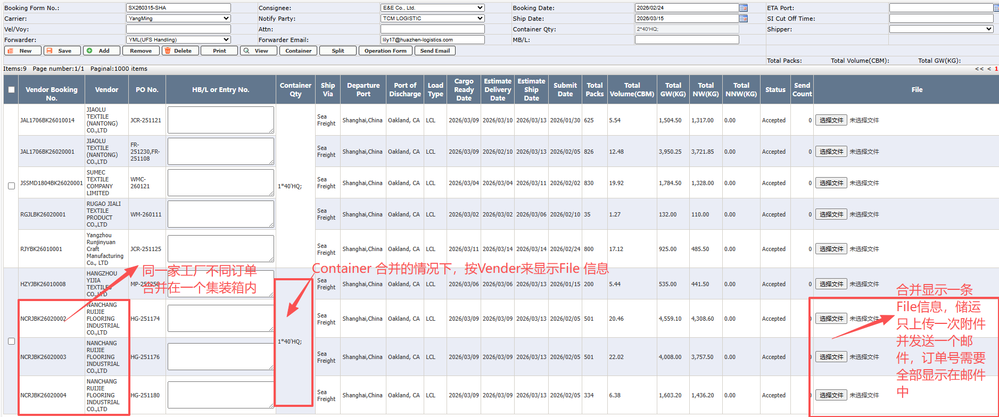 Booking Form No.: SX260315-SHA Consignee: E&E Co., Ltd. Booking Date: 2026/02/24 ETA Port:
Carrier: YangMing Notify Party: TCM LOGISTIC Ship Date: 2026/03/15 SI Cut Off Time:
Vel/Voy: Attn: Container Qty: 2*40'HQ; Shipper:
Forwarder: YML(UFS Handling) Forwarder Email: lily17@huazhen-logistics.com MB/L:
New Save Add Remove Delete Print View Container Split Operation Form Send Email
Total Packs: Total Volume(CBM): Total GW(KG):
Items:9 Page number:1/1 Paginal:1000 items << < 1
Vendor Booking No. Vendor PO No. HB/L or Entry No. Container Qty Ship Via Departure Port Port of Discharge Load Type Cargo Ready Date Estimate Delivery Date Estimate Ship Date Submit Date Total Packs Total Volume(CBM) Total GW(KG) Total NW(KG) Total NNW(KG) Status Send Count File
JAL1706BK26010014 JIAOLU TEXTILE (NANTONG) CO.,LTD JCR-251121 Sea Freight Shanghai,China Oakland, CA LCL 2026/03/09 2026/03/10 2026/03/13 2026/01/30 625 5.54 1,504.50 1,317.00 0.00 Accepted 0 选择文件 未选择文件
JAL1706BK26020001 JIAOLU TEXTILE (NANTONG) CO.,LTD FR-251230,FR-251108 Sea Freight Shanghai,China Oakland, CA LCL 2026/03/09 2026/02/10 2026/03/13 2026/02/05 826 12.48 3,950.25 3,721.85 0.00 Accepted 0 选择文件 未选择文件
JSSMD1804BK26020001 SUMEC TEXTILE COMPANY LIMITED WMC-260121 1*40'HQ; Sea Freight Shanghai,China Oakland, CA LCL 2026/03/04 2026/03/04 2026/03/11 2026/02/02 830 19.92 1,784.50 1,328.00 0.00 Accepted 0 选择文件 未选择文件
RGJLBK26020001 RUGAO JIALI TEXTILE PRODUCT CO.,LTD WM-260111 Sea Freight Shanghai,China Oakland, CA LCL 2026/03/02 2026/03/02 2026/03/06 2026/02/10 35 1.27 132.00 110.00 0.00 Accepted 0 选择文件 未选择文件
RJYBK26010001 Yangzhou Runjinyuan Craft Manufacturing Co., LTD JCR-251125 Sea Freight Shanghai,China Oakland, CA LCL 2026/03/11 2026/03/14 2026/03/14 2026/02/24 800 17.12 925.00 485.50 0.00 Accepted 0 选择文件 未选择文件
HZYJBK26010008 HANGZHOU YIJIA TEXTILES CO.,LTD MP-251258 Sea Freight Shanghai,China Oakland, CA LCL 2026/03/06 2026/03/06 2026/03/13 2026/01/15 200 5.44 535.00 441.50 0.00 Accepted 0 选择文件 未选择文件
NCRJBK26020002 NANCHANG RUIJIE FLOORING INDUSTRIAL CO.,LTD HG-251174 Sea Freight Shanghai,China Oakland, CA LCL 2026/03/09 2026/03/09 2026/03/13 2026/02/05 501 20.46 4,559.10 4,308.60 0.00 Accepted 0 选择文件 未选择文件
NCRJBK26020003 NANCHANG RUIJIE FLOORING INDUSTRIAL CO.,LTD HG-251176 1*40'HQ; Sea Freight Shanghai,China Oakland, CA LCL 2026/03/09 2026/03/09 2026/03/13 2026/02/05 501 22.02 4,008.00 3,757.50 0.00 Accepted 0 选择文件 未选择文件
NCRJBK26020004 NANCHANG RUIJIE FLOORING INDUSTRIAL CO.,LTD HG-251180 Sea Freight Shanghai,China Oakland, CA LCL 2026/03/09 2026/03/09 2026/03/13 2026/02/05 334 6.38 1,603.20 1,436.20 0.00 Accepted 0 选择文件 未选择文件
同一家工厂不同订单
合并在一个集装箱内
Container 合并的情况下，按Vender来显示File 信息
合并显示一条
File信息，储运
只上传一次附件
并发送一个邮
件，订单号需要
全部显示在邮件
中